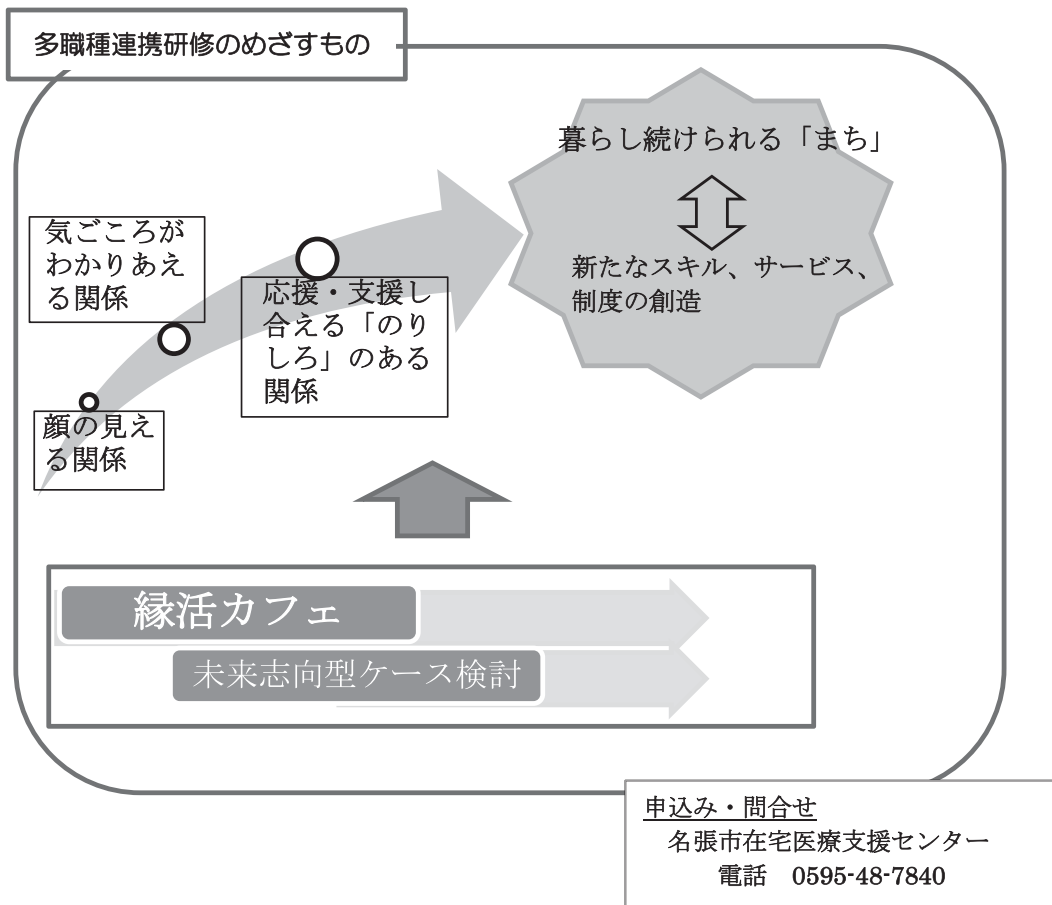 多職種連携研修のめざすもの
暮らし続けられる「まち」
新たなスキル、サービス、
制度の創造
気ごころが
わかりあえ
る関係
応援・支援し
合える「のり
しろ」のある
関係
顔の見え
る関係
縁活カフェ
未来志向型ケース検討
申込み・問合せ
名張市在宅医療支援センター
電話　0595-48-7840